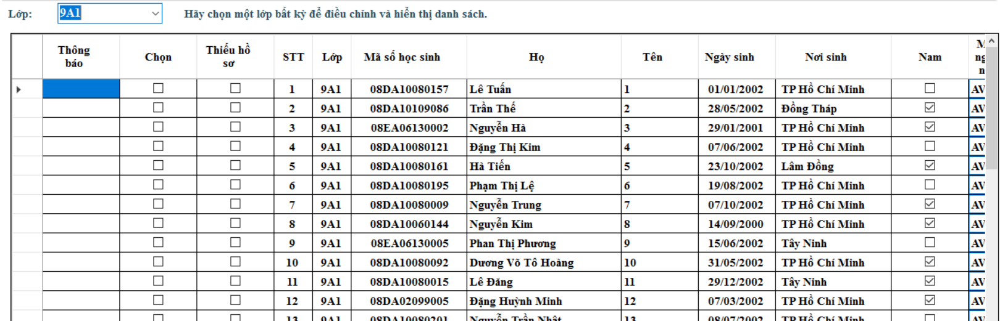 Lớp: 9A1 Hãy chọn một lớp bất kỳ để điều chỉnh và hiển thị danh sách.
Thông báo Chọn Thiếu hồ sơ STT Lớp Mã số học sinh Họ Tên Ngày sinh Nơi sinh Nam
1 9A1 08DA10080157 Lê Tuấn 1 01/01/2002 TP Hồ Chí Minh AV
2 9A1 08DA10109086 Trần Thế 2 28/05/2002 Đồng Tháp AV
3 9A1 08EA06130002 Nguyễn Hà 3 29/01/2001 TP Hồ Chí Minh AV
4 9A1 08DA10080121 Đặng Thị Kim 4 07/06/2002 TP Hồ Chí Minh AV
5 9A1 08DA10080161 Hà Tiến 5 23/10/2002 Lâm Đồng AV
6 9A1 08DA10080195 Phạm Thị Lệ 6 19/08/2002 TP Hồ Chí Minh AV
7 9A1 08DA10080009 Nguyễn Trung 7 07/10/2002 TP Hồ Chí Minh AV
8 9A1 08DA10060144 Nguyễn Kim 8 14/09/2000 TP Hồ Chí Minh AV
9 9A1 08EA06130005 Phan Thị Phương 9 15/06/2002 Tây Ninh AV
10 9A1 08DA10080092 Dương Võ Tô Hoàng 10 31/05/2002 TP Hồ Chí Minh AV
11 9A1 08DA10080015 Lê Đăng 11 29/12/2002 Tây Ninh AV
12 9A1 08DA02099005 Đặng Huỳnh Minh 12 07/03/2002 TP Hồ Chí Minh AV
13 9A1 08DA10080201 Nguyễn Trần Nhật 13 08/07/2002 TP Hồ Chí Minh AV